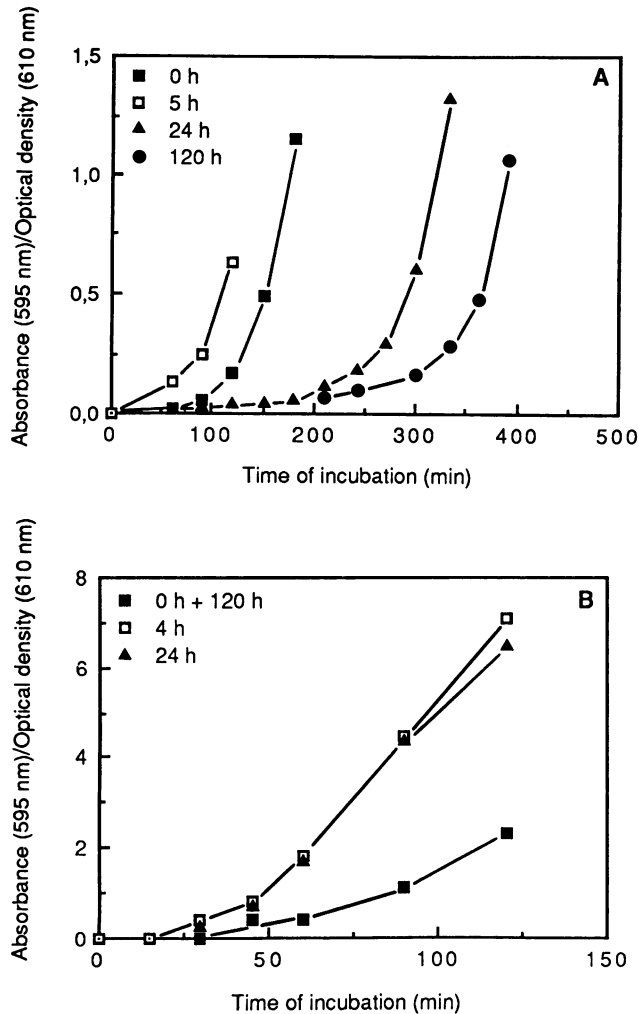 Absorbance (595 nm)/Optical density (610 nm)
1,5
1,0
0,5
0,0
0 h
5 h
24 h
120 h
A
0
100
200
300
400
500
Time of incubation (min)
Absorbance (595 nm)/Optical density (610 nm)
8
6
4
2
0
0 h + 120 h
4 h
24 h
B
0
50
100
150
Time of incubation (min)